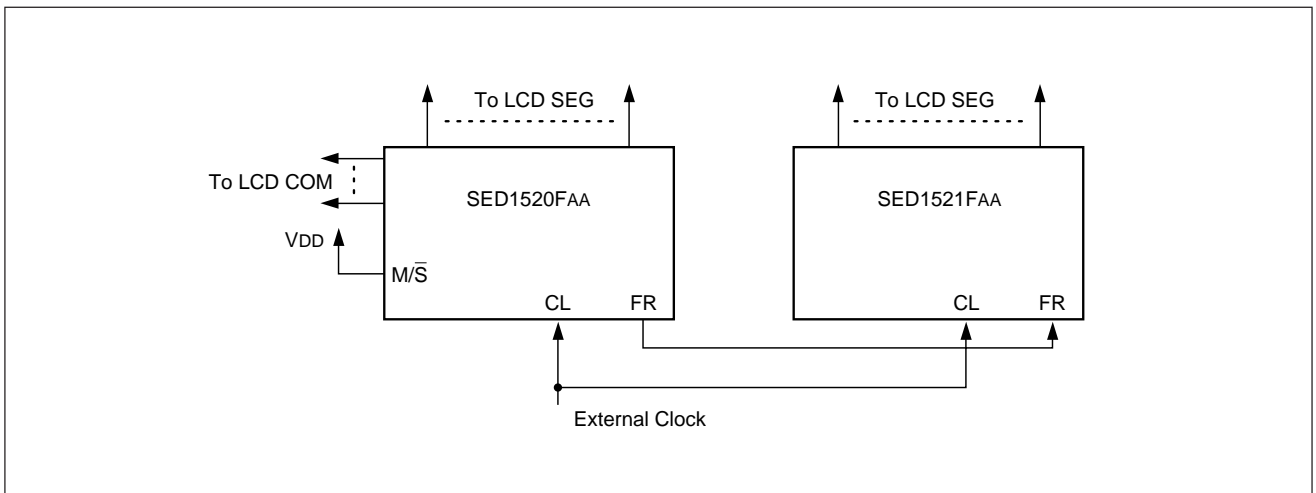 To LCD SEG
To LCD SEG
To LCD COM
SED1520FAA
SED1521FAA
VDD
M/S̅
CL
FR
CL
FR
External Clock